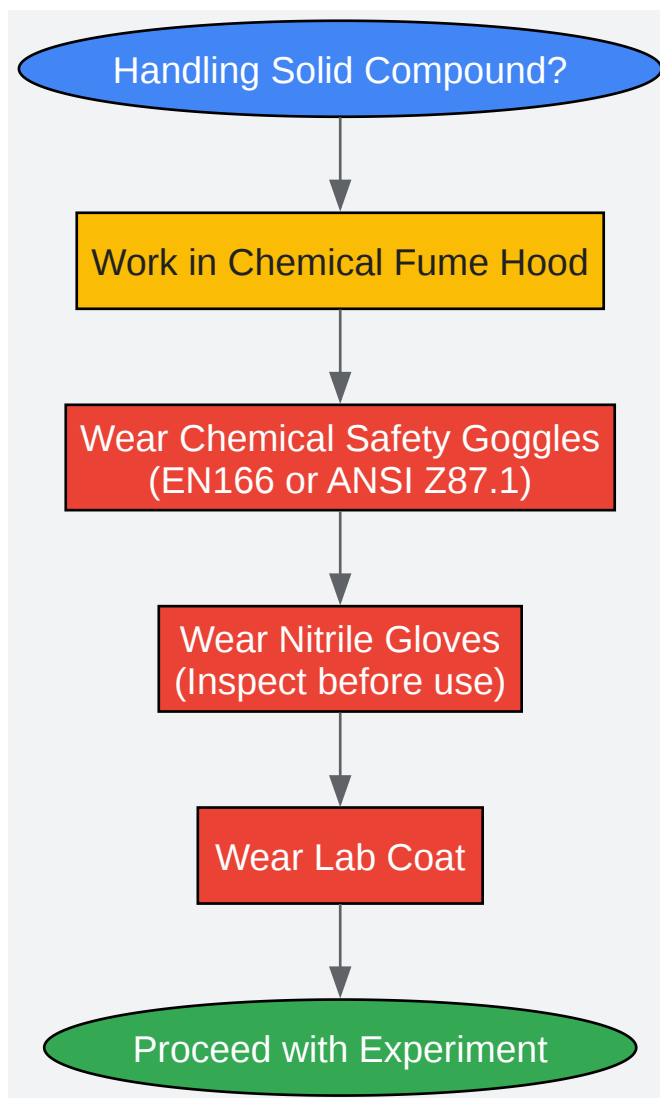 Handling Solid Compound?
Work in Chemical Fume Hood
Wear Chemical Safety Goggles
(EN166 or ANSI Z87.1)
Wear Nitrile Gloves
(Inspect before use)
Wear Lab Coat
Proceed with Experiment